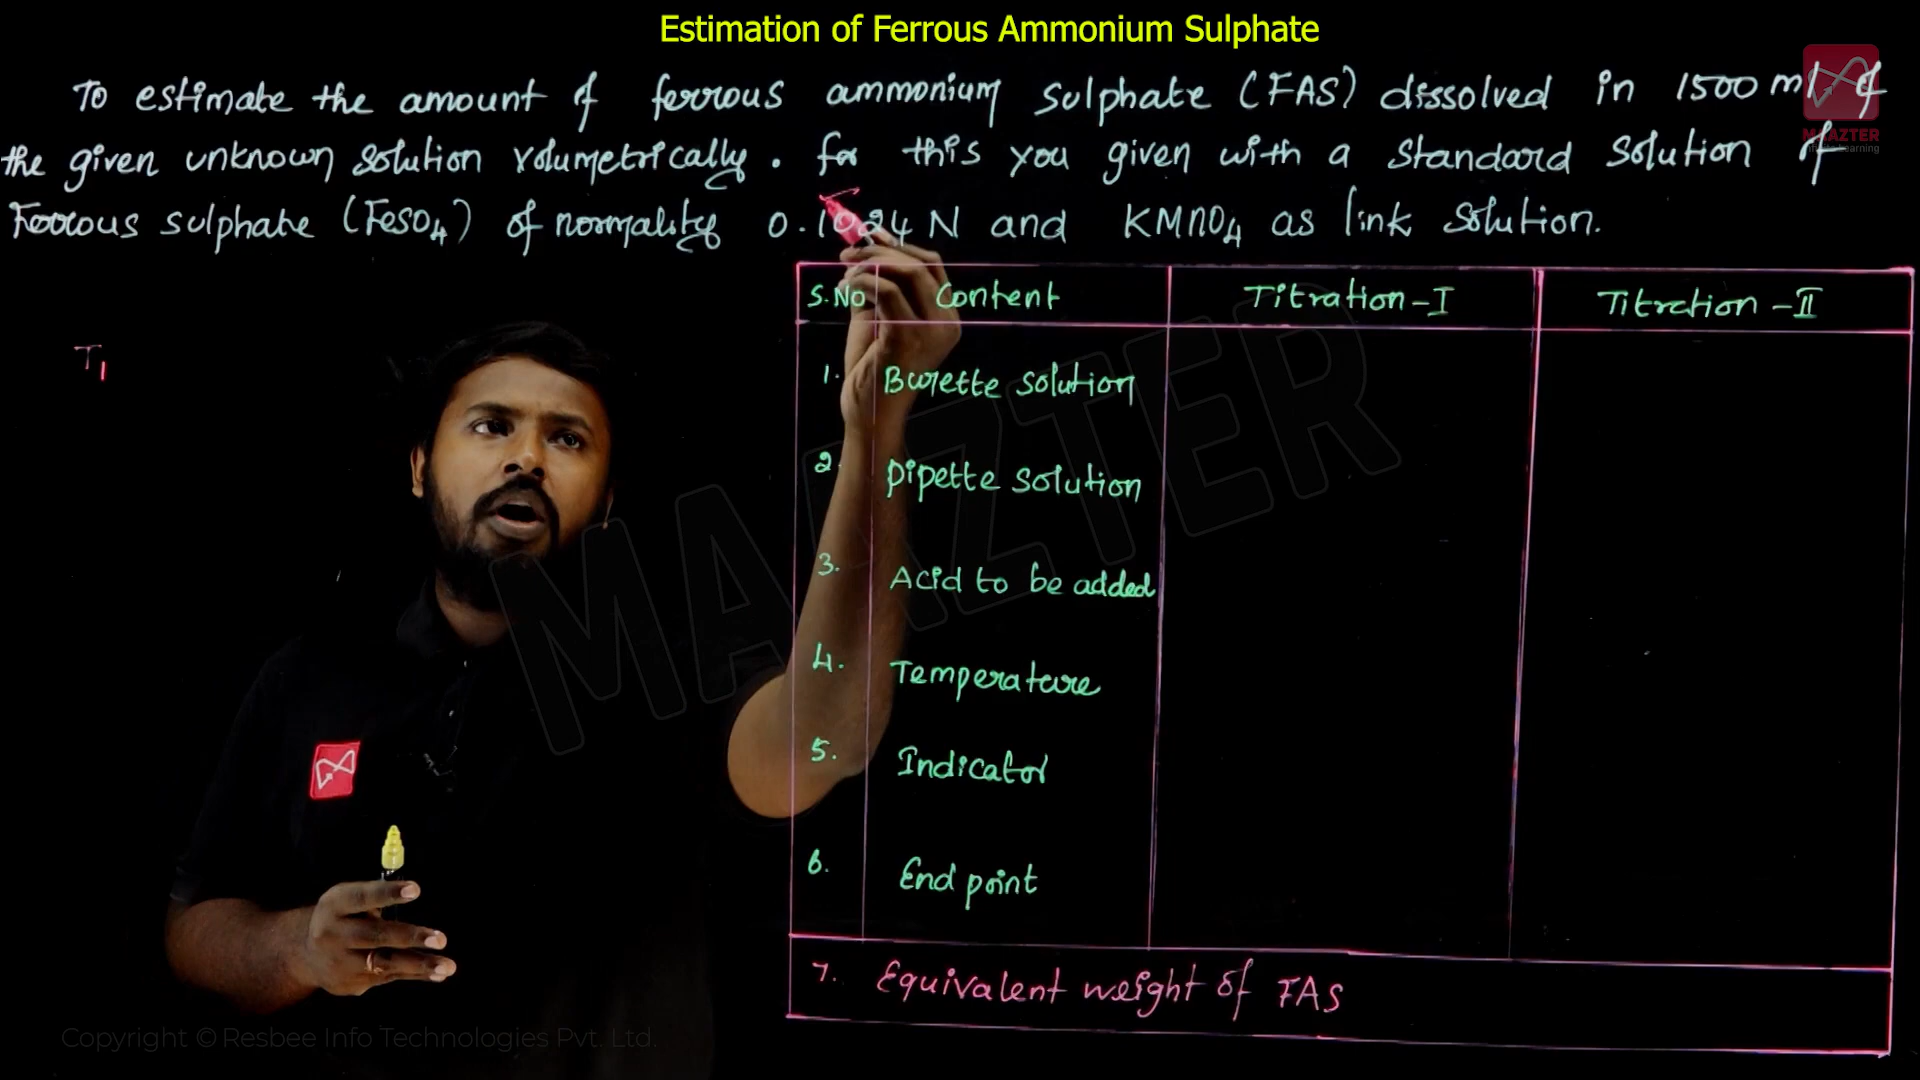 Estimation of Ferrous Ammonium Sulphate
To estimate the amount of ferrous ammonium sulphate (FAS) dissolved in 1500 ml of
the given unknown solution volumetrically. for this you given with a standard solution of
Ferrous sulphate (FeSO4) of normality 0.1024 N and KMnO4 as link solution.
MAAZTER
Learning
S.No Content Titration-I Titration-II
T1
1. Burette solution
2. pipette solution
3. Acid to be added
4. Temperature
5. Indicator
6. End point
7. Equivalent weight of FAS
MAAZTER
Copyright © Resbee Info Technologies Pvt. Ltd.